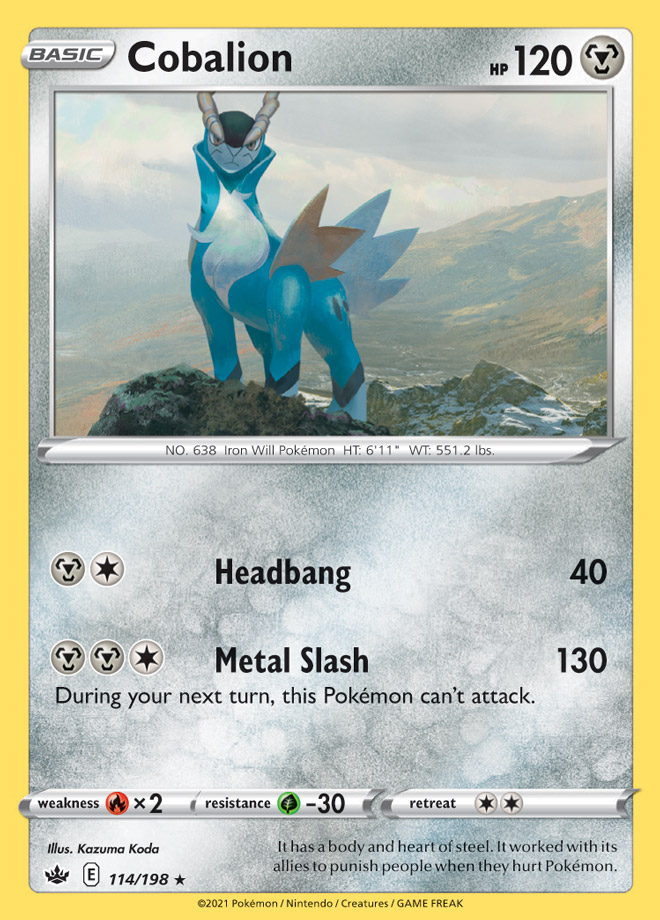 BASIC Cobalion HP 120
NO. 638 Iron Will Pokémon HT: 6'11" WT: 551.2 lbs.
Headbang 40
Metal Slash 130
During your next turn, this Pokémon can't attack.
weakness ×2 resistance -30 retreat
Illus. Kazuma Koda
It has a body and heart of steel. It worked with its
allies to punish people when they hurt Pokémon.
E 114/198 ★
©2021 Pokémon / Nintendo / Creatures / GAME FREAK